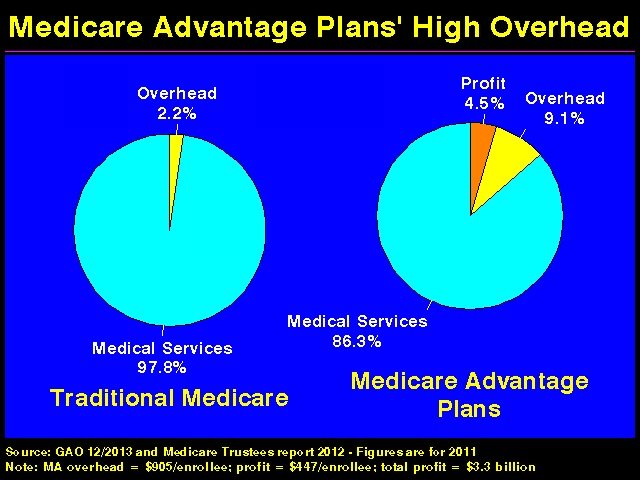 Medicare Advantage Plans' High Overhead
Overhead
2.2%
Medical Services
97.8%
Traditional Medicare
Profit
4.5%
Overhead
9.1%
Medical Services
86.3%
Medicare Advantage
Plans
Source: GAO 12/2013 and Medicare Trustees report 2012 - Figures are for 2011
Note: MA overhead = $905/enrollee; profit = $447/enrollee; total profit = $3.3 billion